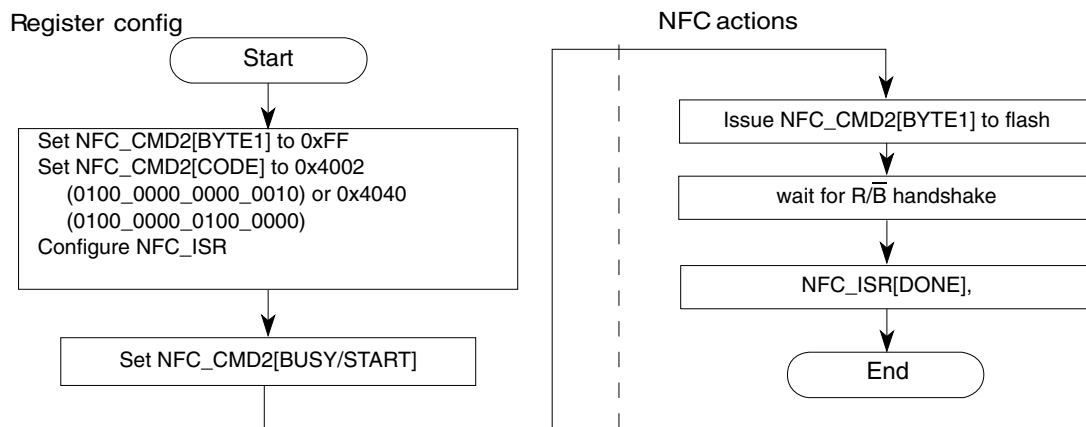 Register config
Start
Set NFC_CMD2[BYTE1] to 0xFF
Set NFC_CMD2[CODE] to 0x4002
(0100_0000_0000_0010) or 0x4040
(0100_0000_0100_0000)
Configure NFC_ISR
Set NFC_CMD2[BUSY/START]
NFC actions
Issue NFC_CMD2[BYTE1] to flash
wait for R/B̅ handshake
NFC_ISR[DONE],
End